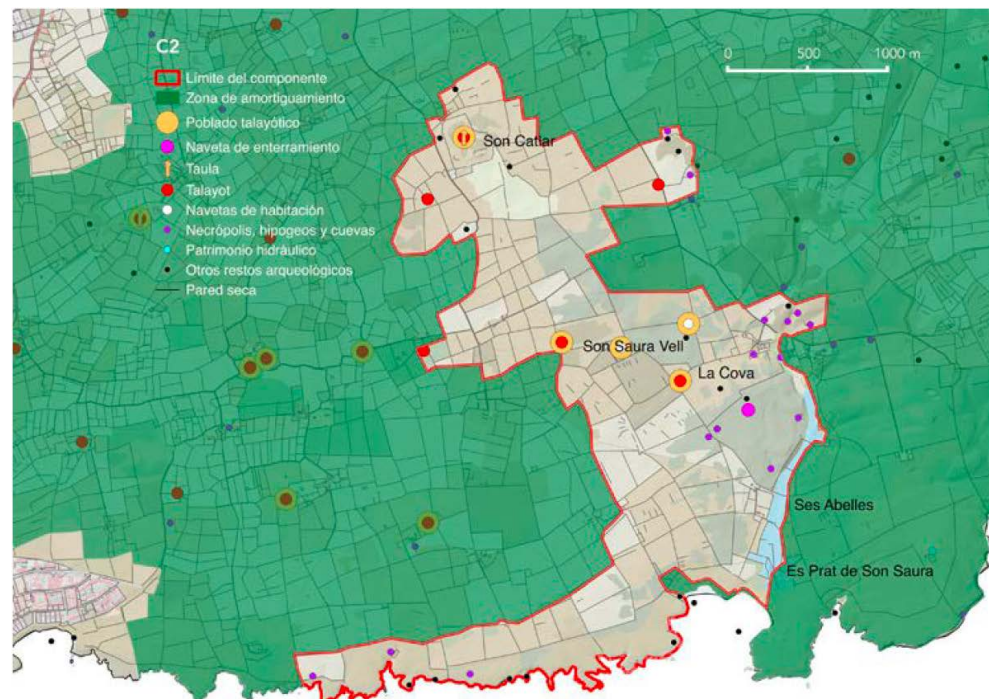 C2
0 500 1000 m
Límite del componente
Zona de amortiguamiento
Poblado talayótico
Naveta de enterramiento
Taula
Talayot
Navetas de habitación
Necrópolis, hipogeos y cuevas
Patrimonio hidráulico
Otros restos arqueológicos
Pared seca
Son Catlar
Son Saura Vell
La Cova
Ses Abelles
Es Prat de Son Saura